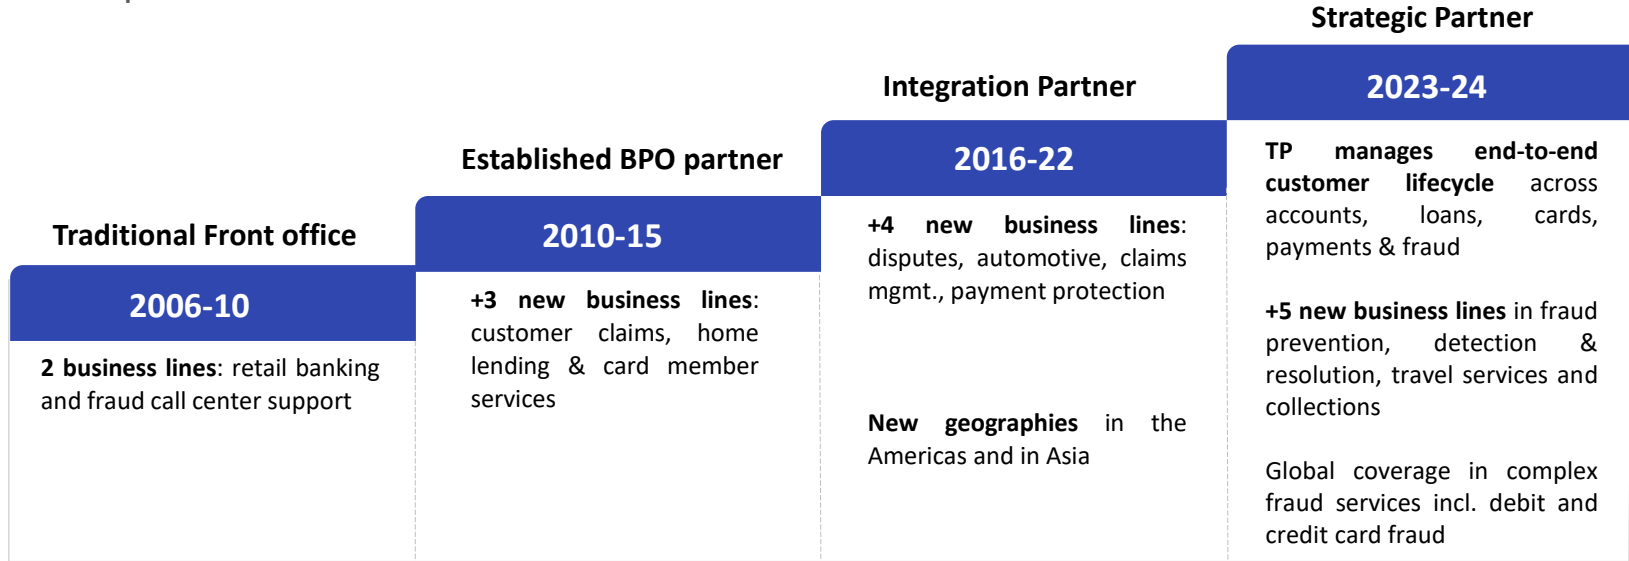 Traditional Front office
2006-10
2 business lines: retail banking
and fraud call center support
Established BPO partner
2010-15
+3 new business lines:
customer claims, home
lending & card member
services
Integration Partner
2016-22
+4 new business lines:
disputes, automotive, claims
mgmt., payment protection
New geographies in the
Americas and in Asia
Strategic Partner
2023-24
TP manages end-to-end
customer lifecycle across
accounts, loans, cards,
payments & fraud
+5 new business lines in fraud
prevention, detection &
resolution, travel services and
collections
Global coverage in complex
fraud services incl. debit and
credit card fraud